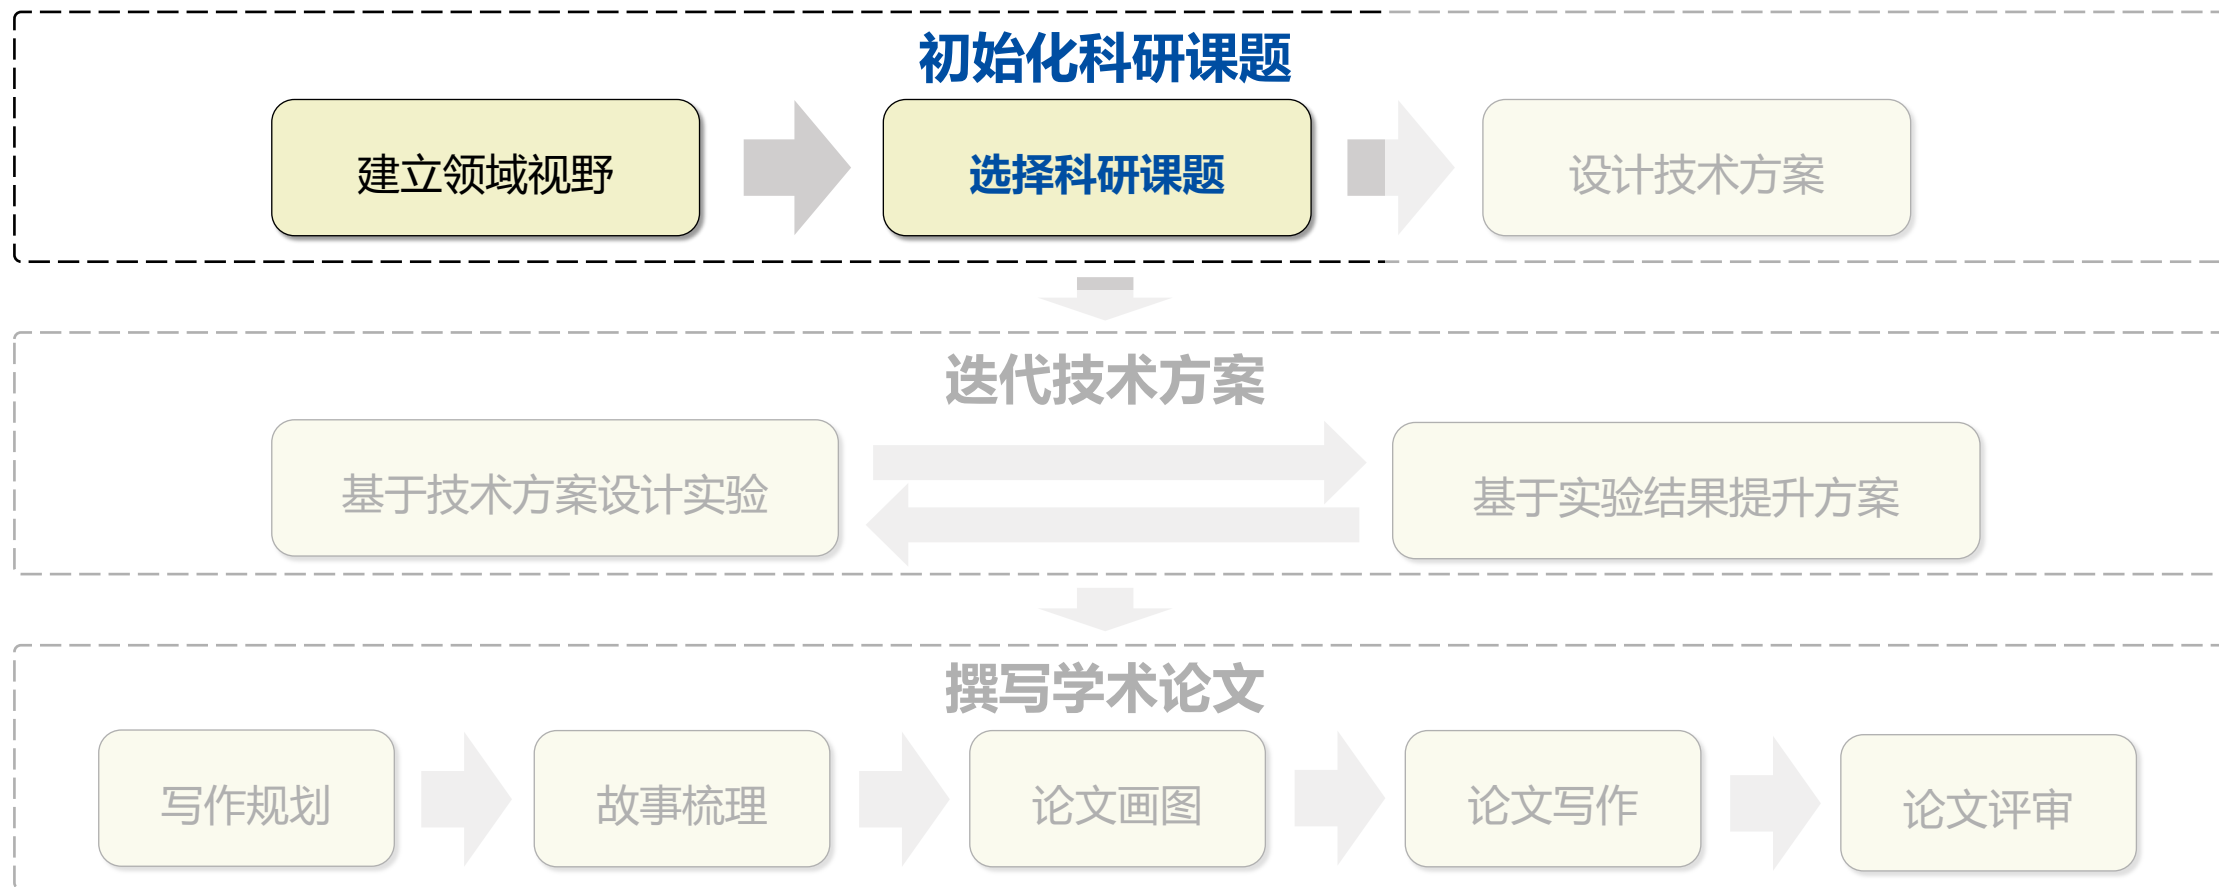 初始化科研课题
建立领域视野
选择科研课题
设计技术方案
迭代技术方案
基于技术方案设计实验
基于实验结果提升方案
撰写学术论文
写作规划
故事梳理
论文画图
论文写作
论文评审